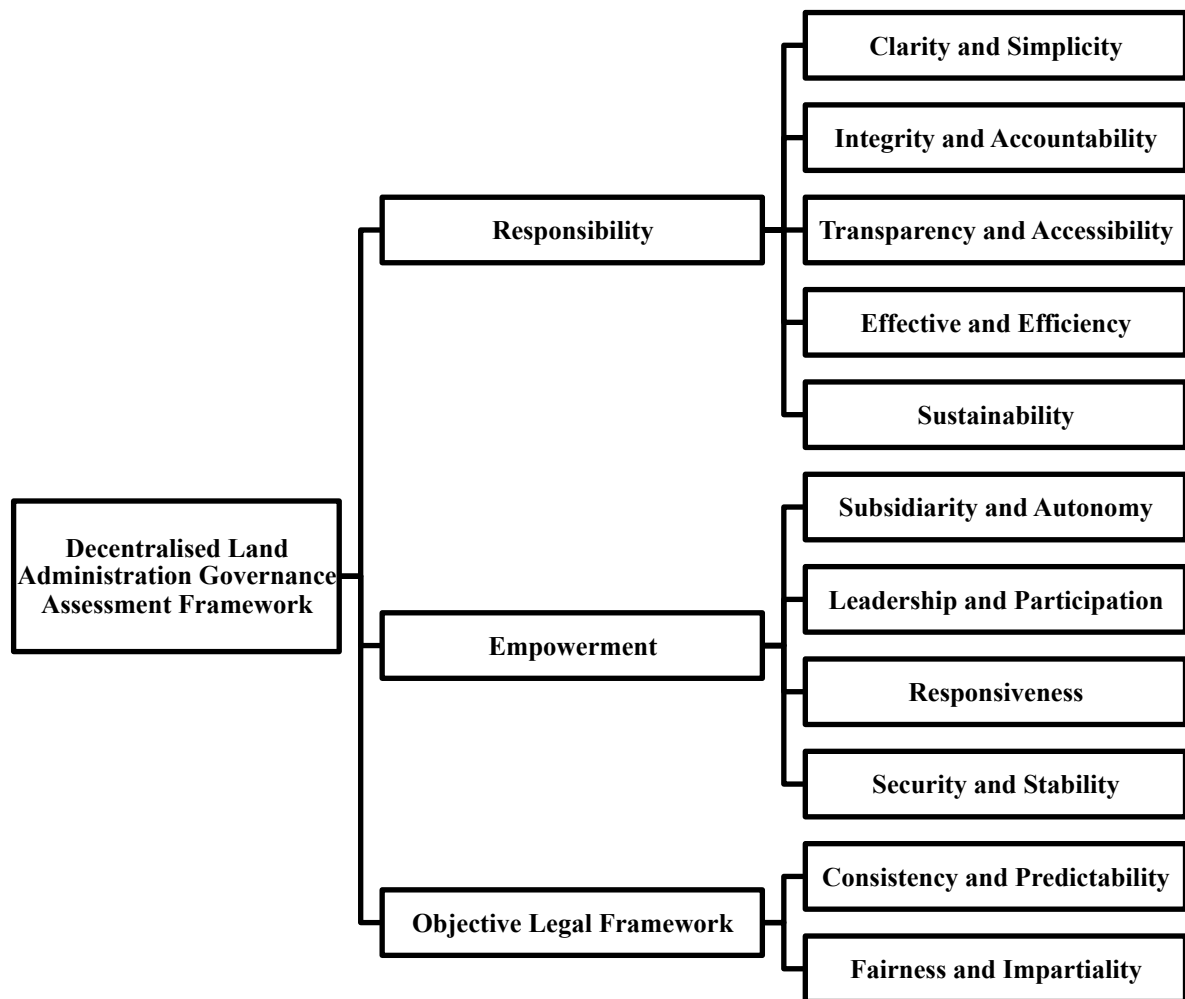 Clarity and Simplicity
Integrity and Accountability
Responsibility
Transparency and Accessibility
Effective and Efficiency
Sustainability
Decentralised Land
Administration Governance
Assessment Framework
Subsidiarity and Autonomy
Leadership and Participation
Empowerment
Responsiveness
Security and Stability
Consistency and Predictability
Objective Legal Framework
Fairness and Impartiality